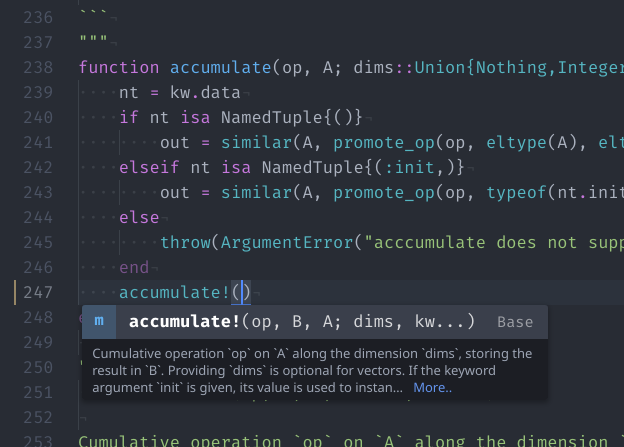 236 ```
237 """
238 function accumulate(op, A; dims::Union{Nothing,Integer
239 nt = kw.data
240 if nt isa NamedTuple{()}
241 out = similar(A, promote_op(op, eltype(A), elt
242 elseif nt isa NamedTuple{(:init,)}
243 out = similar(A, promote_op(op, typeof(nt.init
244 else
245 throw(ArgumentError("acccumulate does not supp
246 end
247 accumulate!()
248
m accumulate!(op, B, A; dims, kw...) Base
249
Cumulative operation `op` on `A` along the dimension `dims`, storing the
250
result in `B`. Providing `dims` is optional for vectors. If the keyword
251
argument `init` is given, its value is used to instan... More..
252
253 Cumulative operation `op` on `A` along the dimension `